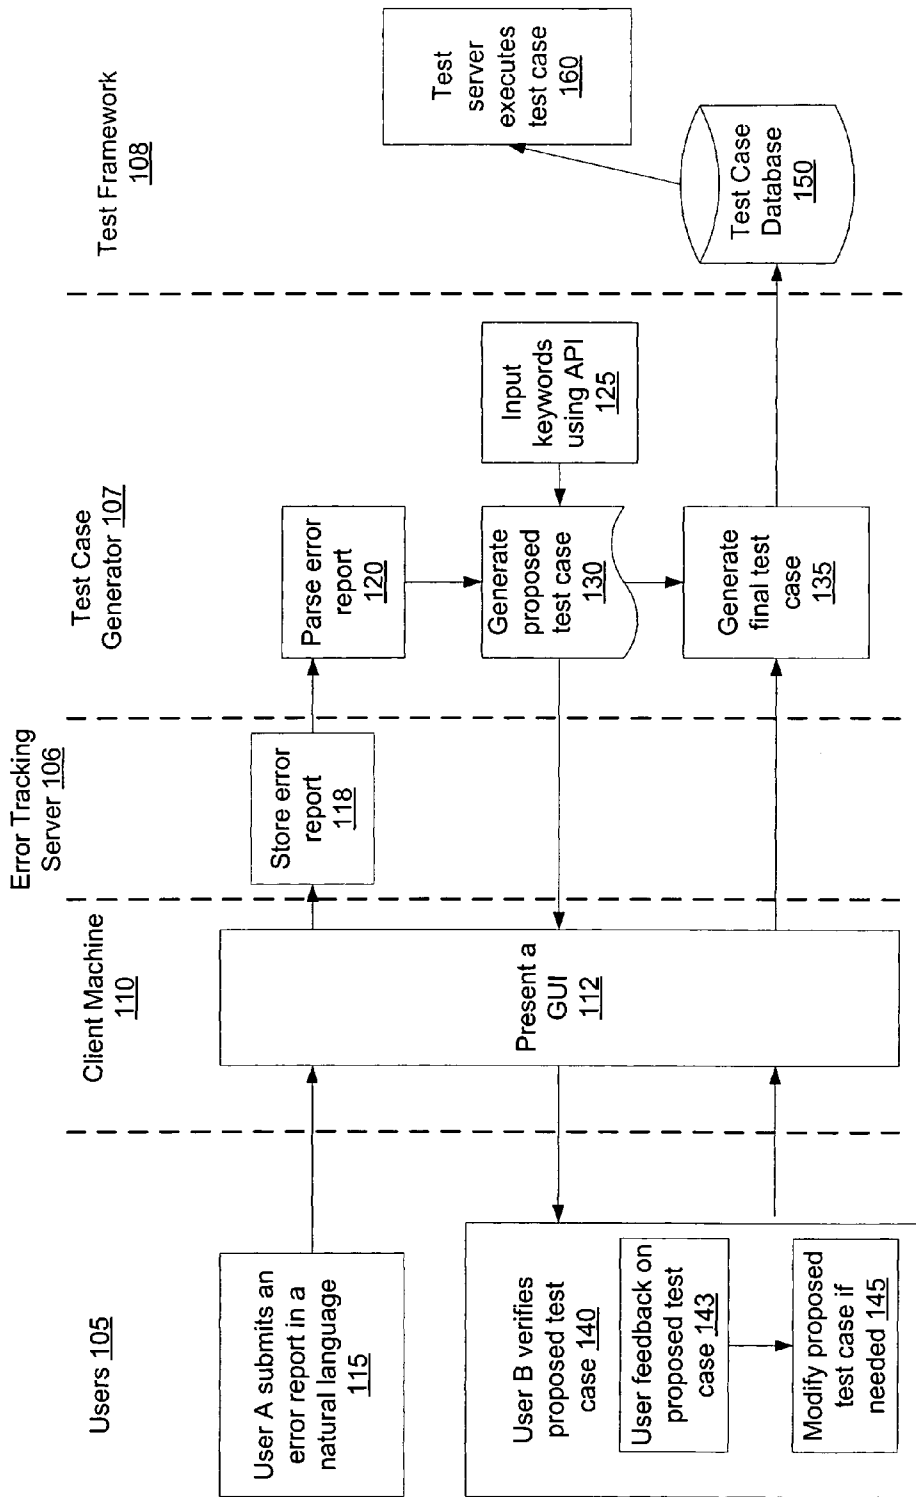 Users 105
Client Machine
110
Error Tracking
Server 106
Test Case
Generator 107
Test Framework
108
User A submits an
error report in a
natural language
115
Store error
report
118
Parse error
report
120
Input
keywords
using API
125
Generate
proposed
test case
130
Present a
GUI
112
User B verifies
proposed test
case 140
User feedback on
proposed test
case 143
Modify proposed
test case if
needed 145
Generate
final test
case
135
Test Case
Database
150
Test
server
executes
test case
160